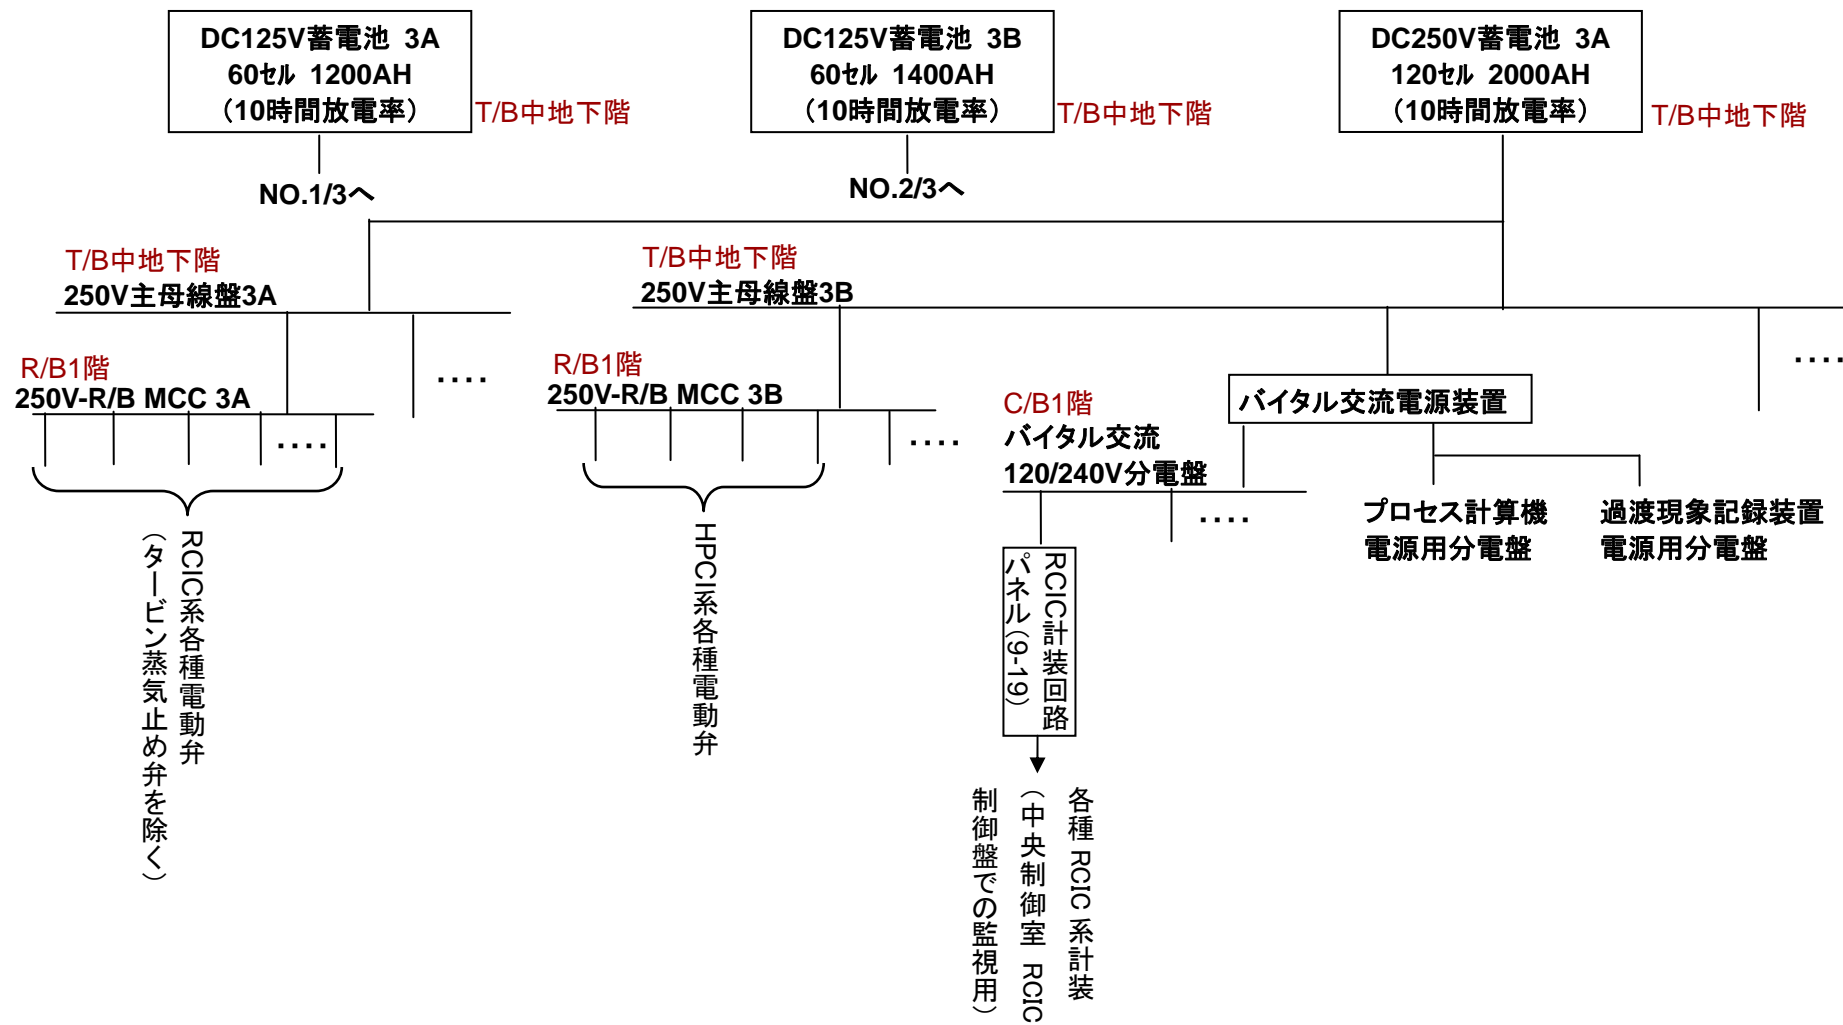 DC125V蓄電池 3A
60ｾﾙ 1200AH
（10時間放電率）
T/B中地下階
NO.1/3へ
DC125V蓄電池 3B
60ｾﾙ 1400AH
（10時間放電率）
T/B中地下階
NO.2/3へ
DC250V蓄電池 3A
120ｾﾙ 2000AH
（10時間放電率）
T/B中地下階
T/B中地下階
250V主母線盤3A
‥‥
T/B中地下階
250V主母線盤3B
‥‥
R/B1階
250V-R/B MCC 3A
‥‥
R/B1階
250V-R/B MCC 3B
‥‥
バイタル交流電源装置
C/B1階
バイタル交流
120/240V分電盤
‥‥
プロセス計算機
電源用分電盤
過渡現象記録装置
電源用分電盤
RCIC系各種電動弁
（タービン蒸気止め弁を除く）
HPCI系各種電動弁
RCIC計装回路
パネル(9-19)
各種 RCIC 系計装
（中央制御室 RCIC
制御盤での監視用）